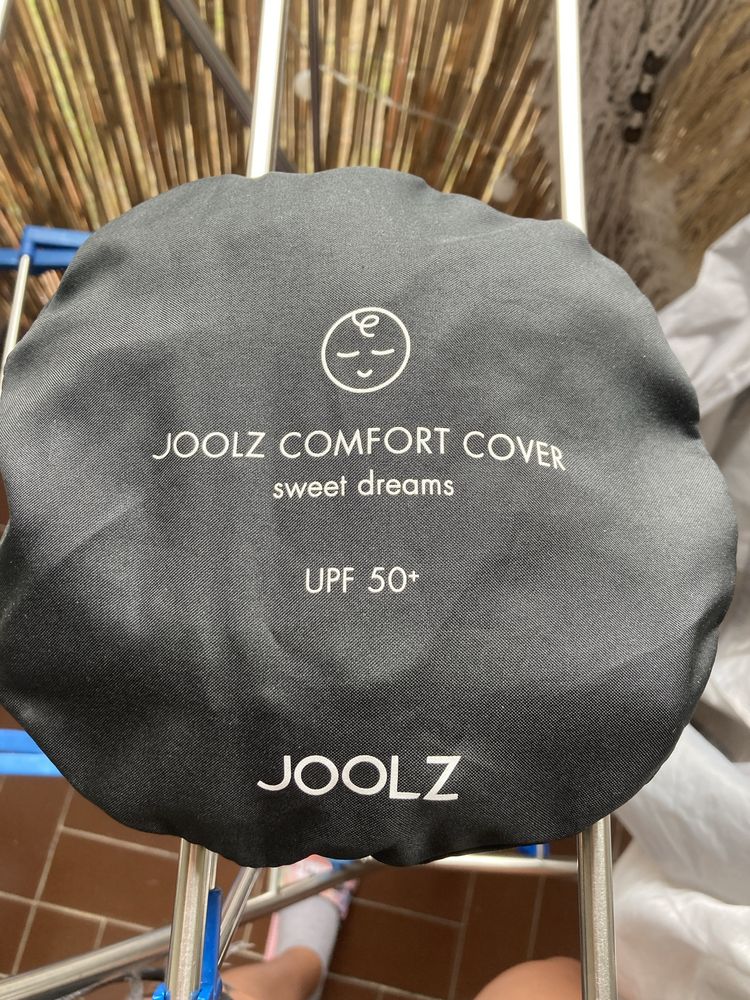 JOOLZ COMFORT COVER
sweet dreams
UPF 50+
JOOLZ